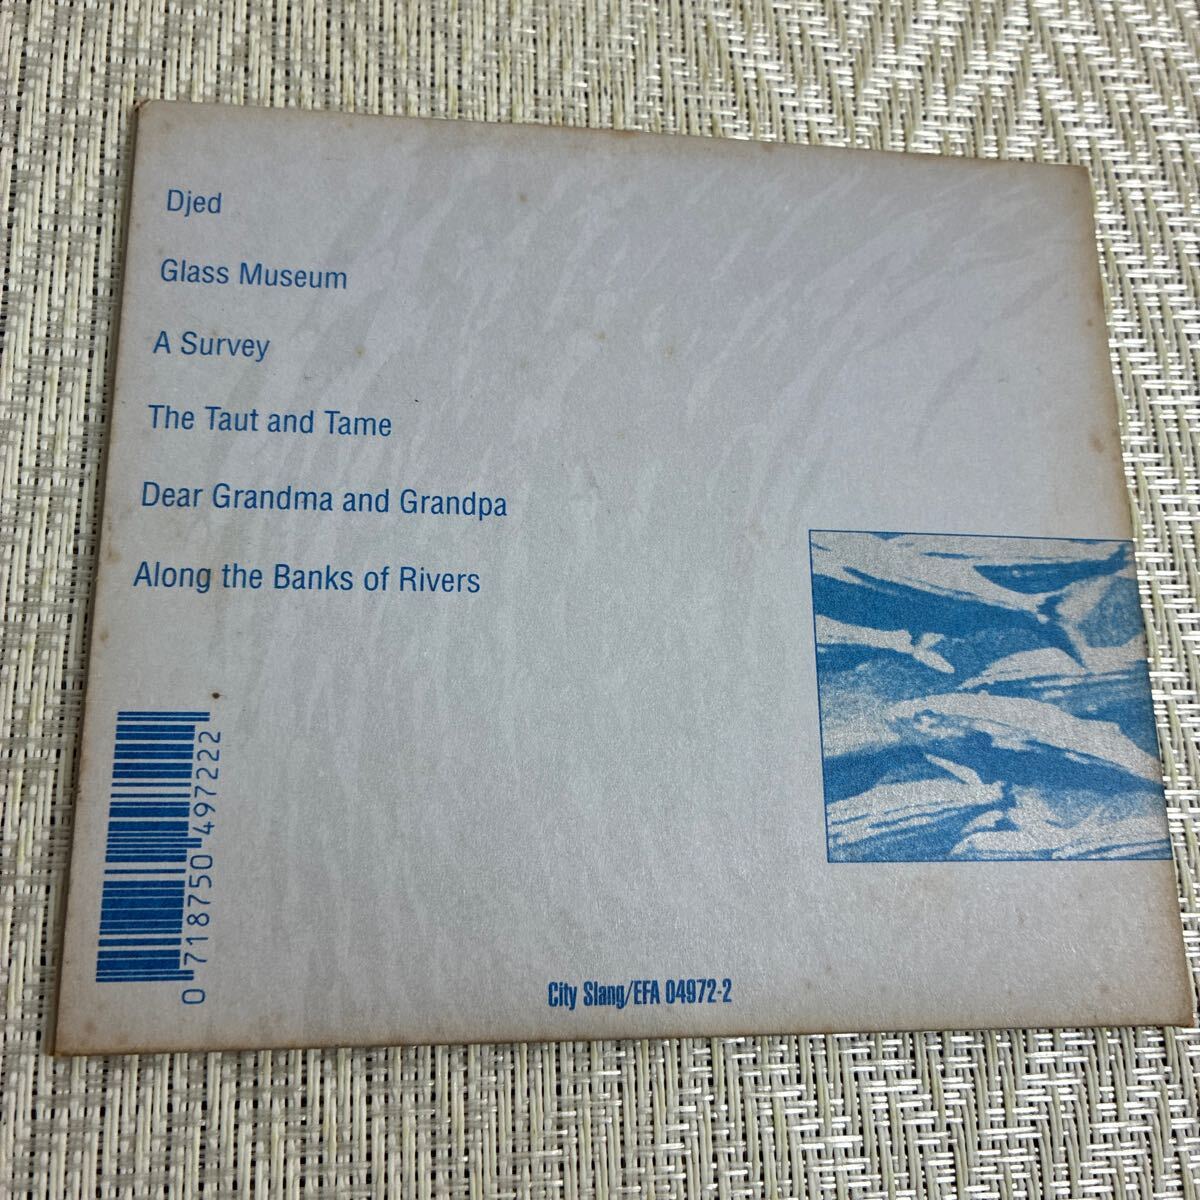 Djed
Glass Museum
A Survey
The Taut and Tame
Dear Grandma and Grandpa
Along the Banks of Rivers
0 718750 497222
City Slang/EFA 04972-2